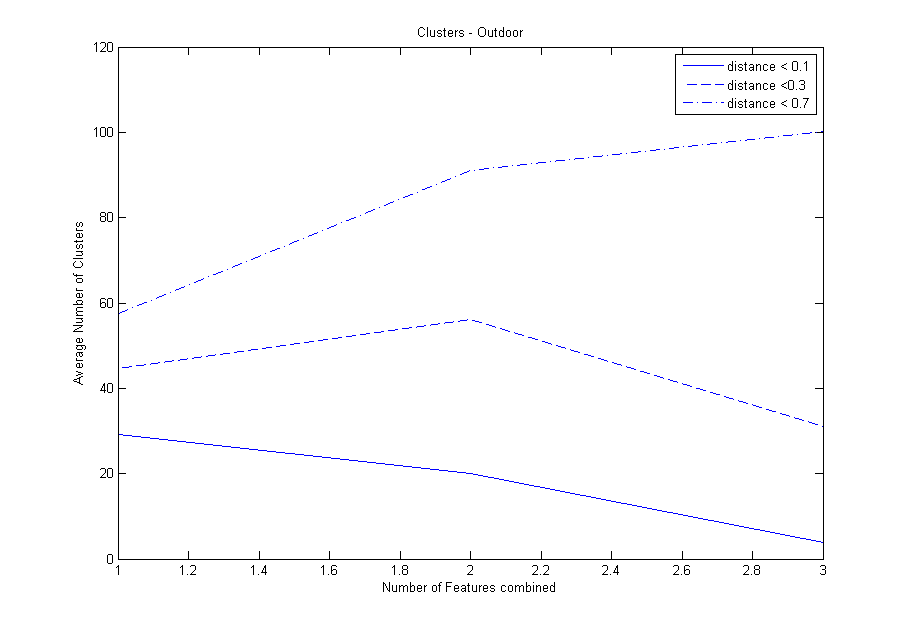 Clusters - Outdoor
120
100
80
60
40
20
0
Average Number of Clusters
distance < 0.1
distance <0.3
distance < 0.7
1 1.2 1.4 1.6 1.8 2 2.2 2.4 2.6 2.8 3
Number of Features combined